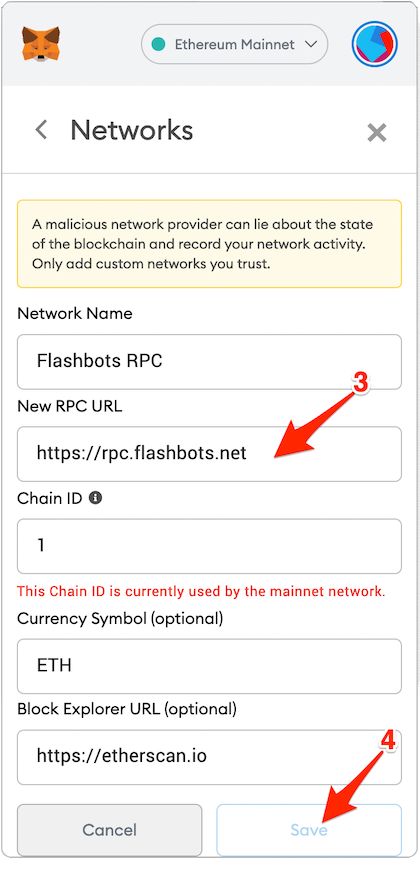 Ethereum Mainnet
Networks
A malicious network provider can lie about the state
of the blockchain and record your network activity.
Only add custom networks you trust.
Network Name
Flashbots RPC
3
New RPC URL
https://rpc.flashbots.net
Chain ID
1
This Chain ID is currently used by the mainnet network.
Currency Symbol (optional)
ETH
Block Explorer URL (optional)
4
https://etherscan.io
Cancel
Save